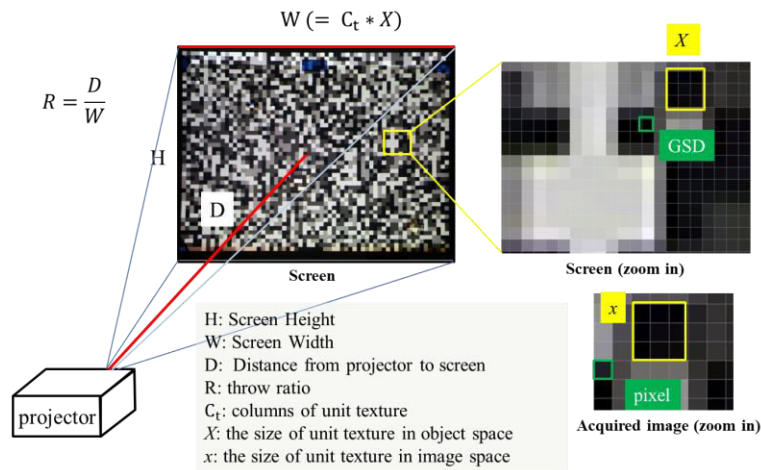 W (= C_t * X)
R = D/W
H
D
Screen
X
GSD
Screen (zoom in)
x
pixel
Acquired image (zoom in)
projector
H: Screen Height
W: Screen Width
D: Distance from projector to screen
R: throw ratio
C_t: columns of unit texture
X: the size of unit texture in object space
x: the size of unit texture in image space